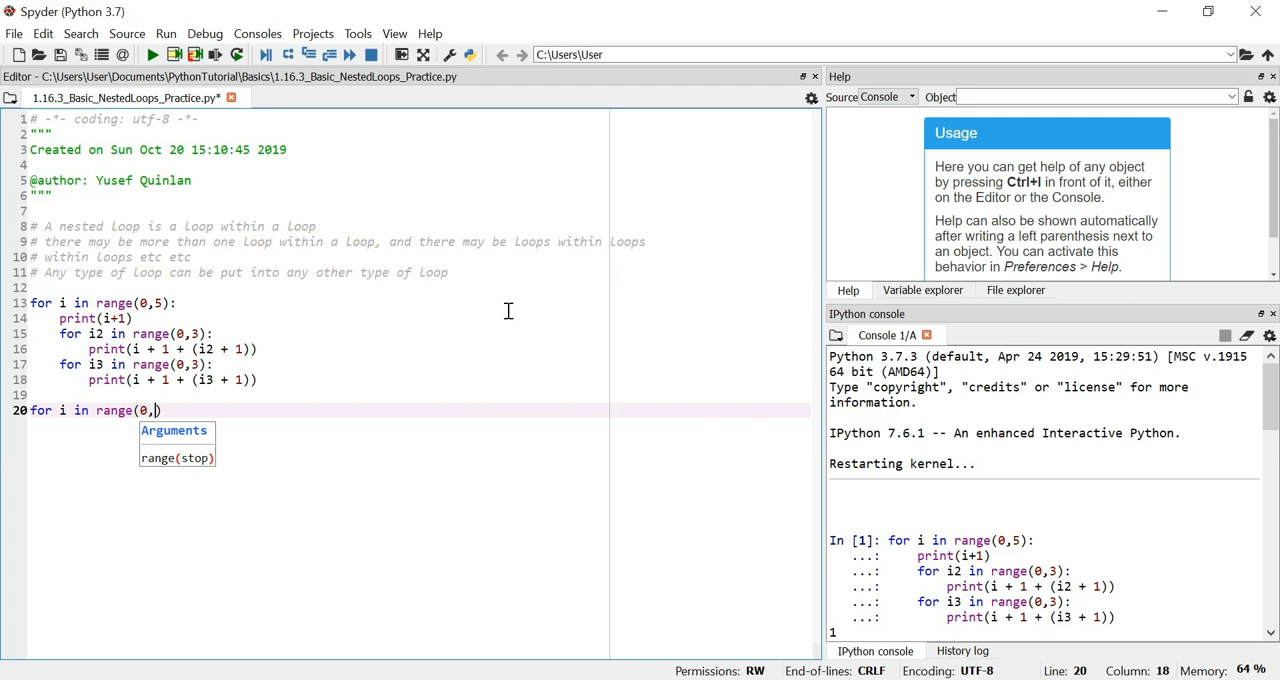 Spyder (Python 3.7)
File Edit Search Source Run Debug Consoles Projects Tools View Help
C:\Users\User
Editor - C:\Users\User\Documents\PythonTutorial\Basics\1.16.3_Basic_NestedLoops_Practice.py
1.16.3_Basic_NestedLoops_Practice.py*
1 # -*- coding: utf-8 -*-
2 """
3 Created on Sun Oct 20 15:10:45 2019
4
5 @author: Yusef Quinlan
6 """
7
8 # A nested loop is a loop within a loop
9 # there may be more than one loop within a loop, and there may be loops within loops
10 # within loops etc etc
11 # Any type of loop can be put into any other type of loop
12
13 for i in range(0,5):
14     print(i+1)
15     for i2 in range(0,3):
16         print(i + 1 + (i2 + 1))
17     for i3 in range(0,3):
18         print(i + 1 + (i3 + 1))
19
20 for i in range(0,)
Arguments
range(stop)
Help
Source Console Object
Usage
Here you can get help of any object
by pressing Ctrl+I in front of it, either
on the Editor or the Console.
Help can also be shown automatically
after writing a left parenthesis next to
an object. You can activate this
behavior in Preferences > Help.
Help Variable explorer File explorer
IPython console
Console 1/A
Python 3.7.3 (default, Apr 24 2019, 15:29:51) [MSC v.1915
64 bit (AMD64)]
Type "copyright", "credits" or "license" for more
information.
IPython 7.6.1 -- An enhanced Interactive Python.
Restarting kernel...
In [1]: for i in range(0,5):
...:     print(i+1)
...:     for i2 in range(0,3):
...:         print(i + 1 + (i2 + 1))
...:     for i3 in range(0,3):
...:         print(i + 1 + (i3 + 1))
1
IPython console History log
Permissions: RW End-of-lines: CRLF Encoding: UTF-8 Line: 20 Column: 18 Memory: 64 %